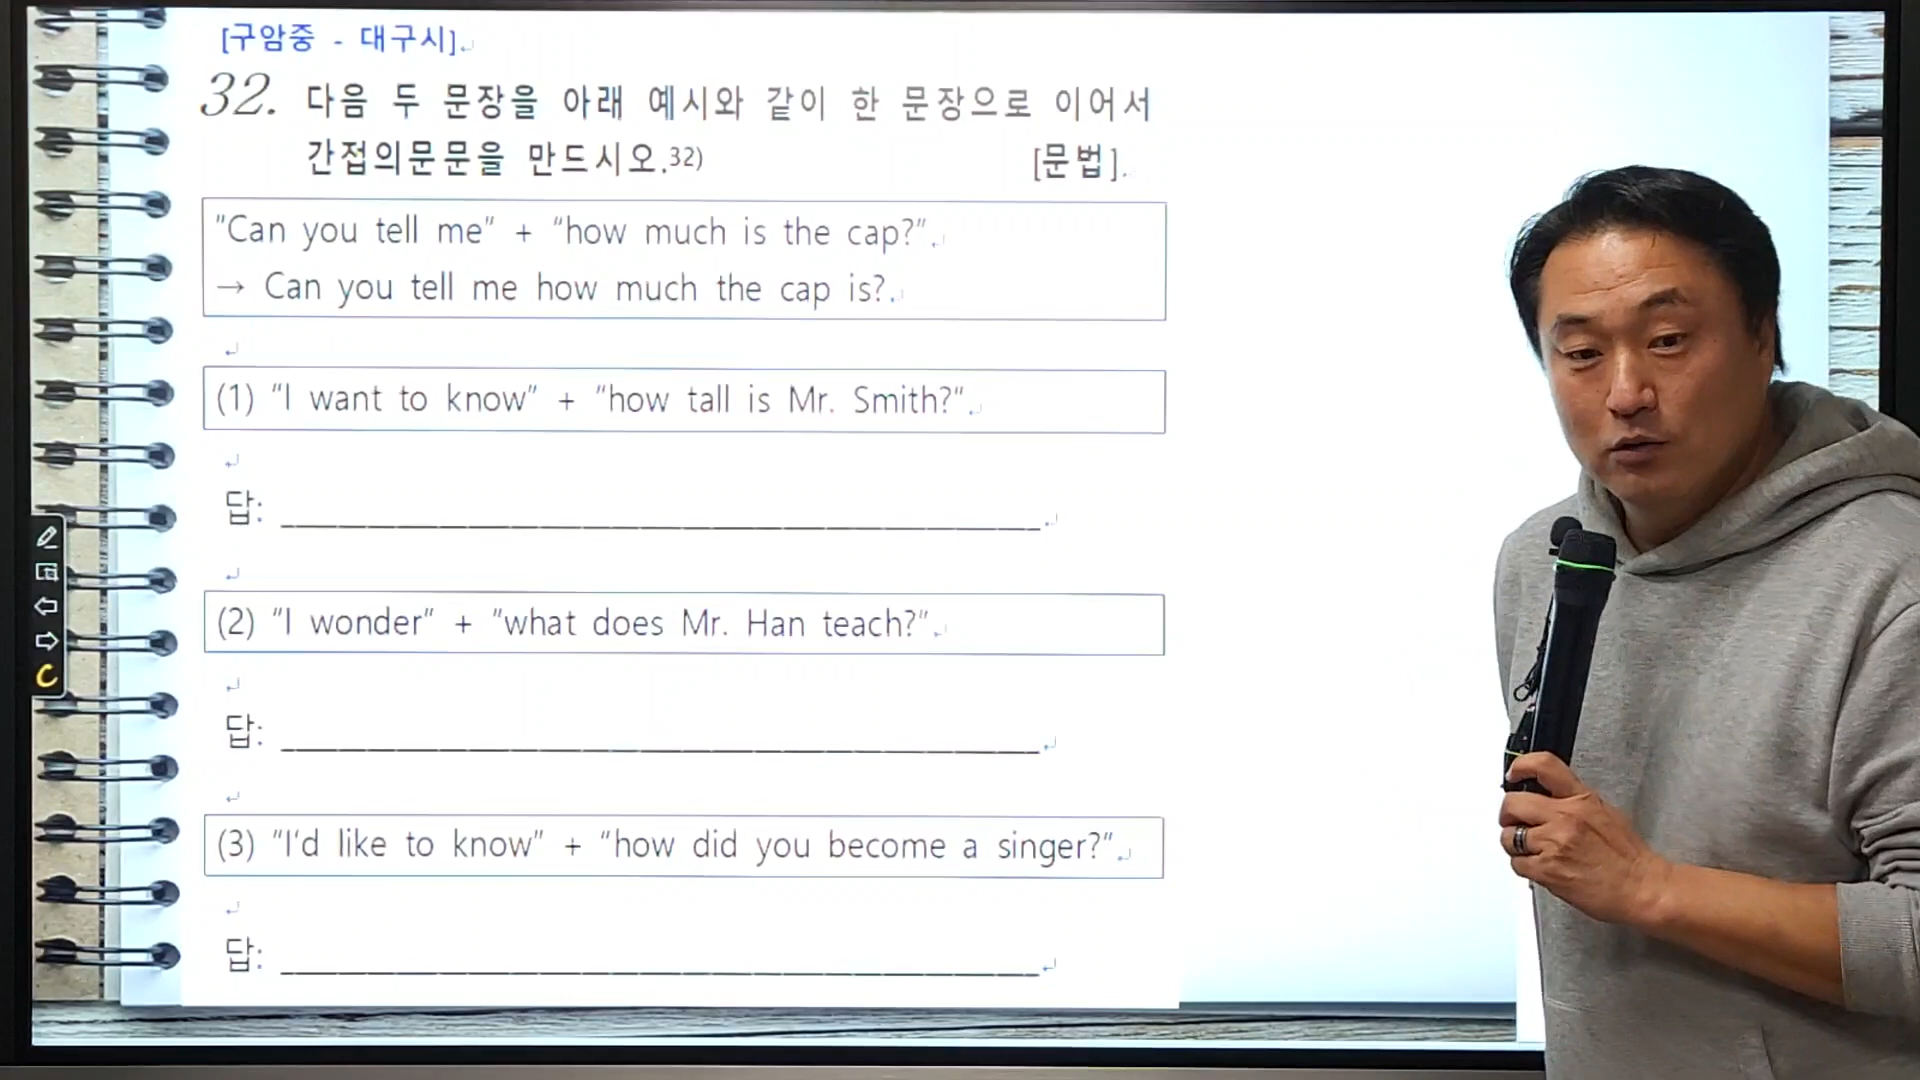 [구암중 - 대구시]
32. 다음 두 문장을 아래 예시와 같이 한 문장으로 이어서
간접의문문을 만드시오.32) [문법]
"Can you tell me" + "how much is the cap?"
→ Can you tell me how much the cap is?
(1) "I want to know" + "how tall is Mr. Smith?"
답:
(2) "I wonder" + "what does Mr. Han teach?"
답:
(3) "I'd like to know" + "how did you become a singer?"
답: